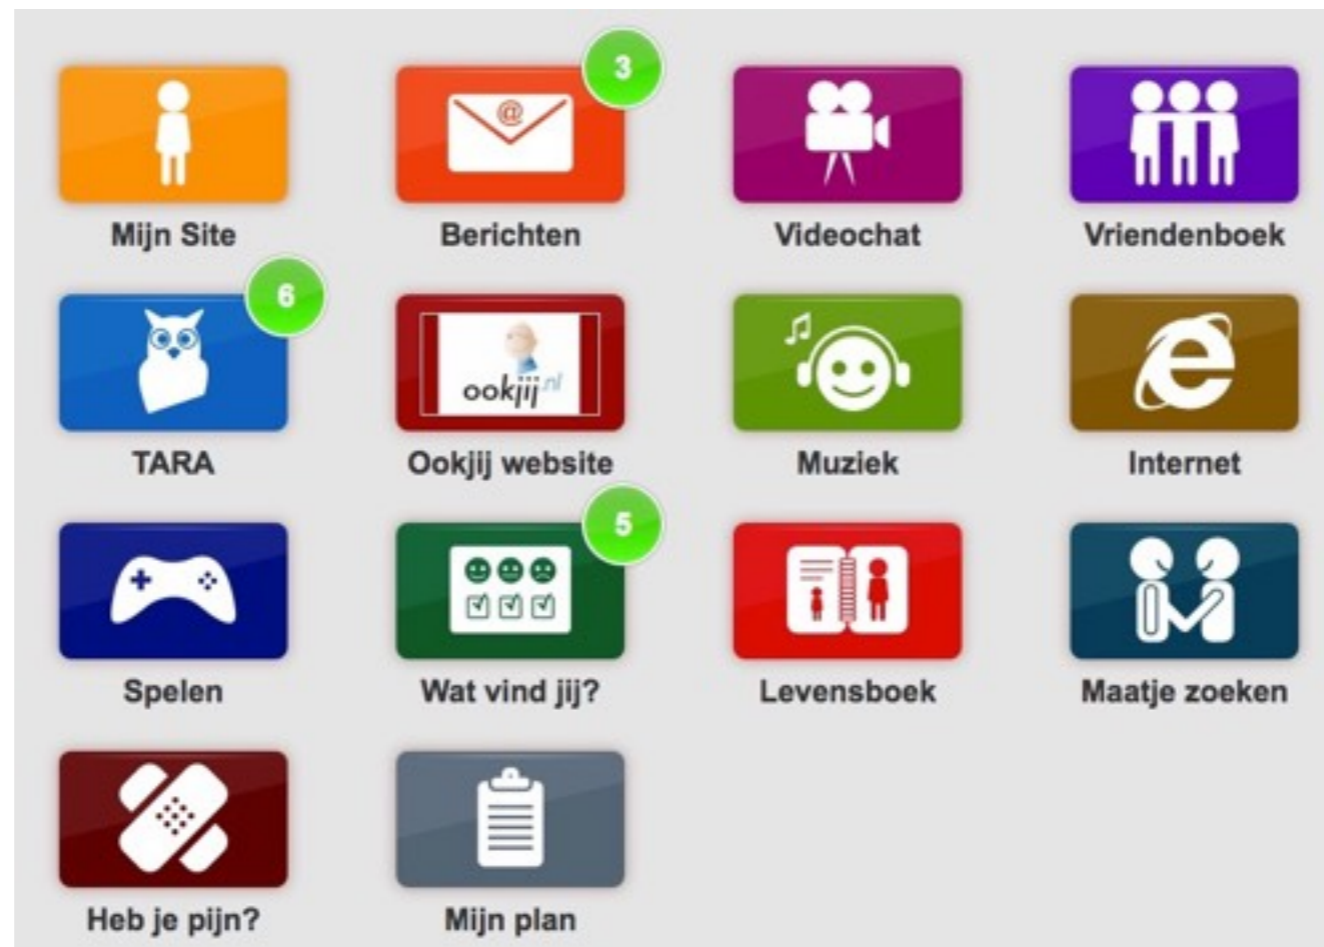 3
@
Mijn Site
Berichten
Videochat
Vriendenboek
6
ookjij.nl
TARA
Ookjij website
Muziek
Internet
5
Spelen
Wat vind jij?
Levensboek
Maatje zoeken
Heb je pijn?
Mijn plan